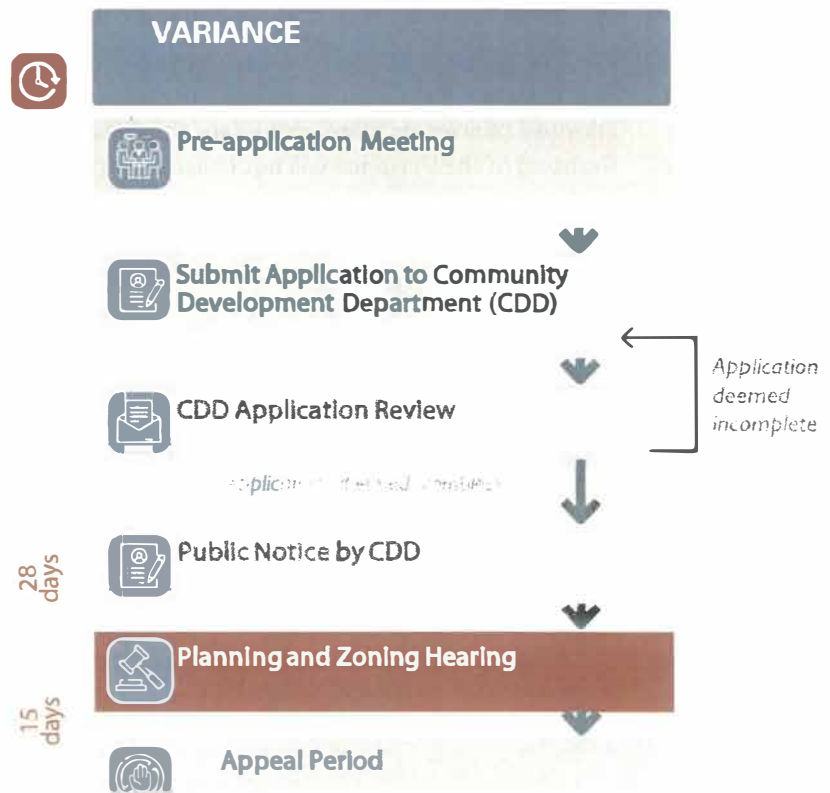 VARIANCE
Pre-application Meeting
Submit Application to Community
Development Department (CDD)
Application
deemed
incomplete
CDD Application Review
Public Notice by CDD
28
days
Planning and Zoning Hearing
15
days
Appeal Period